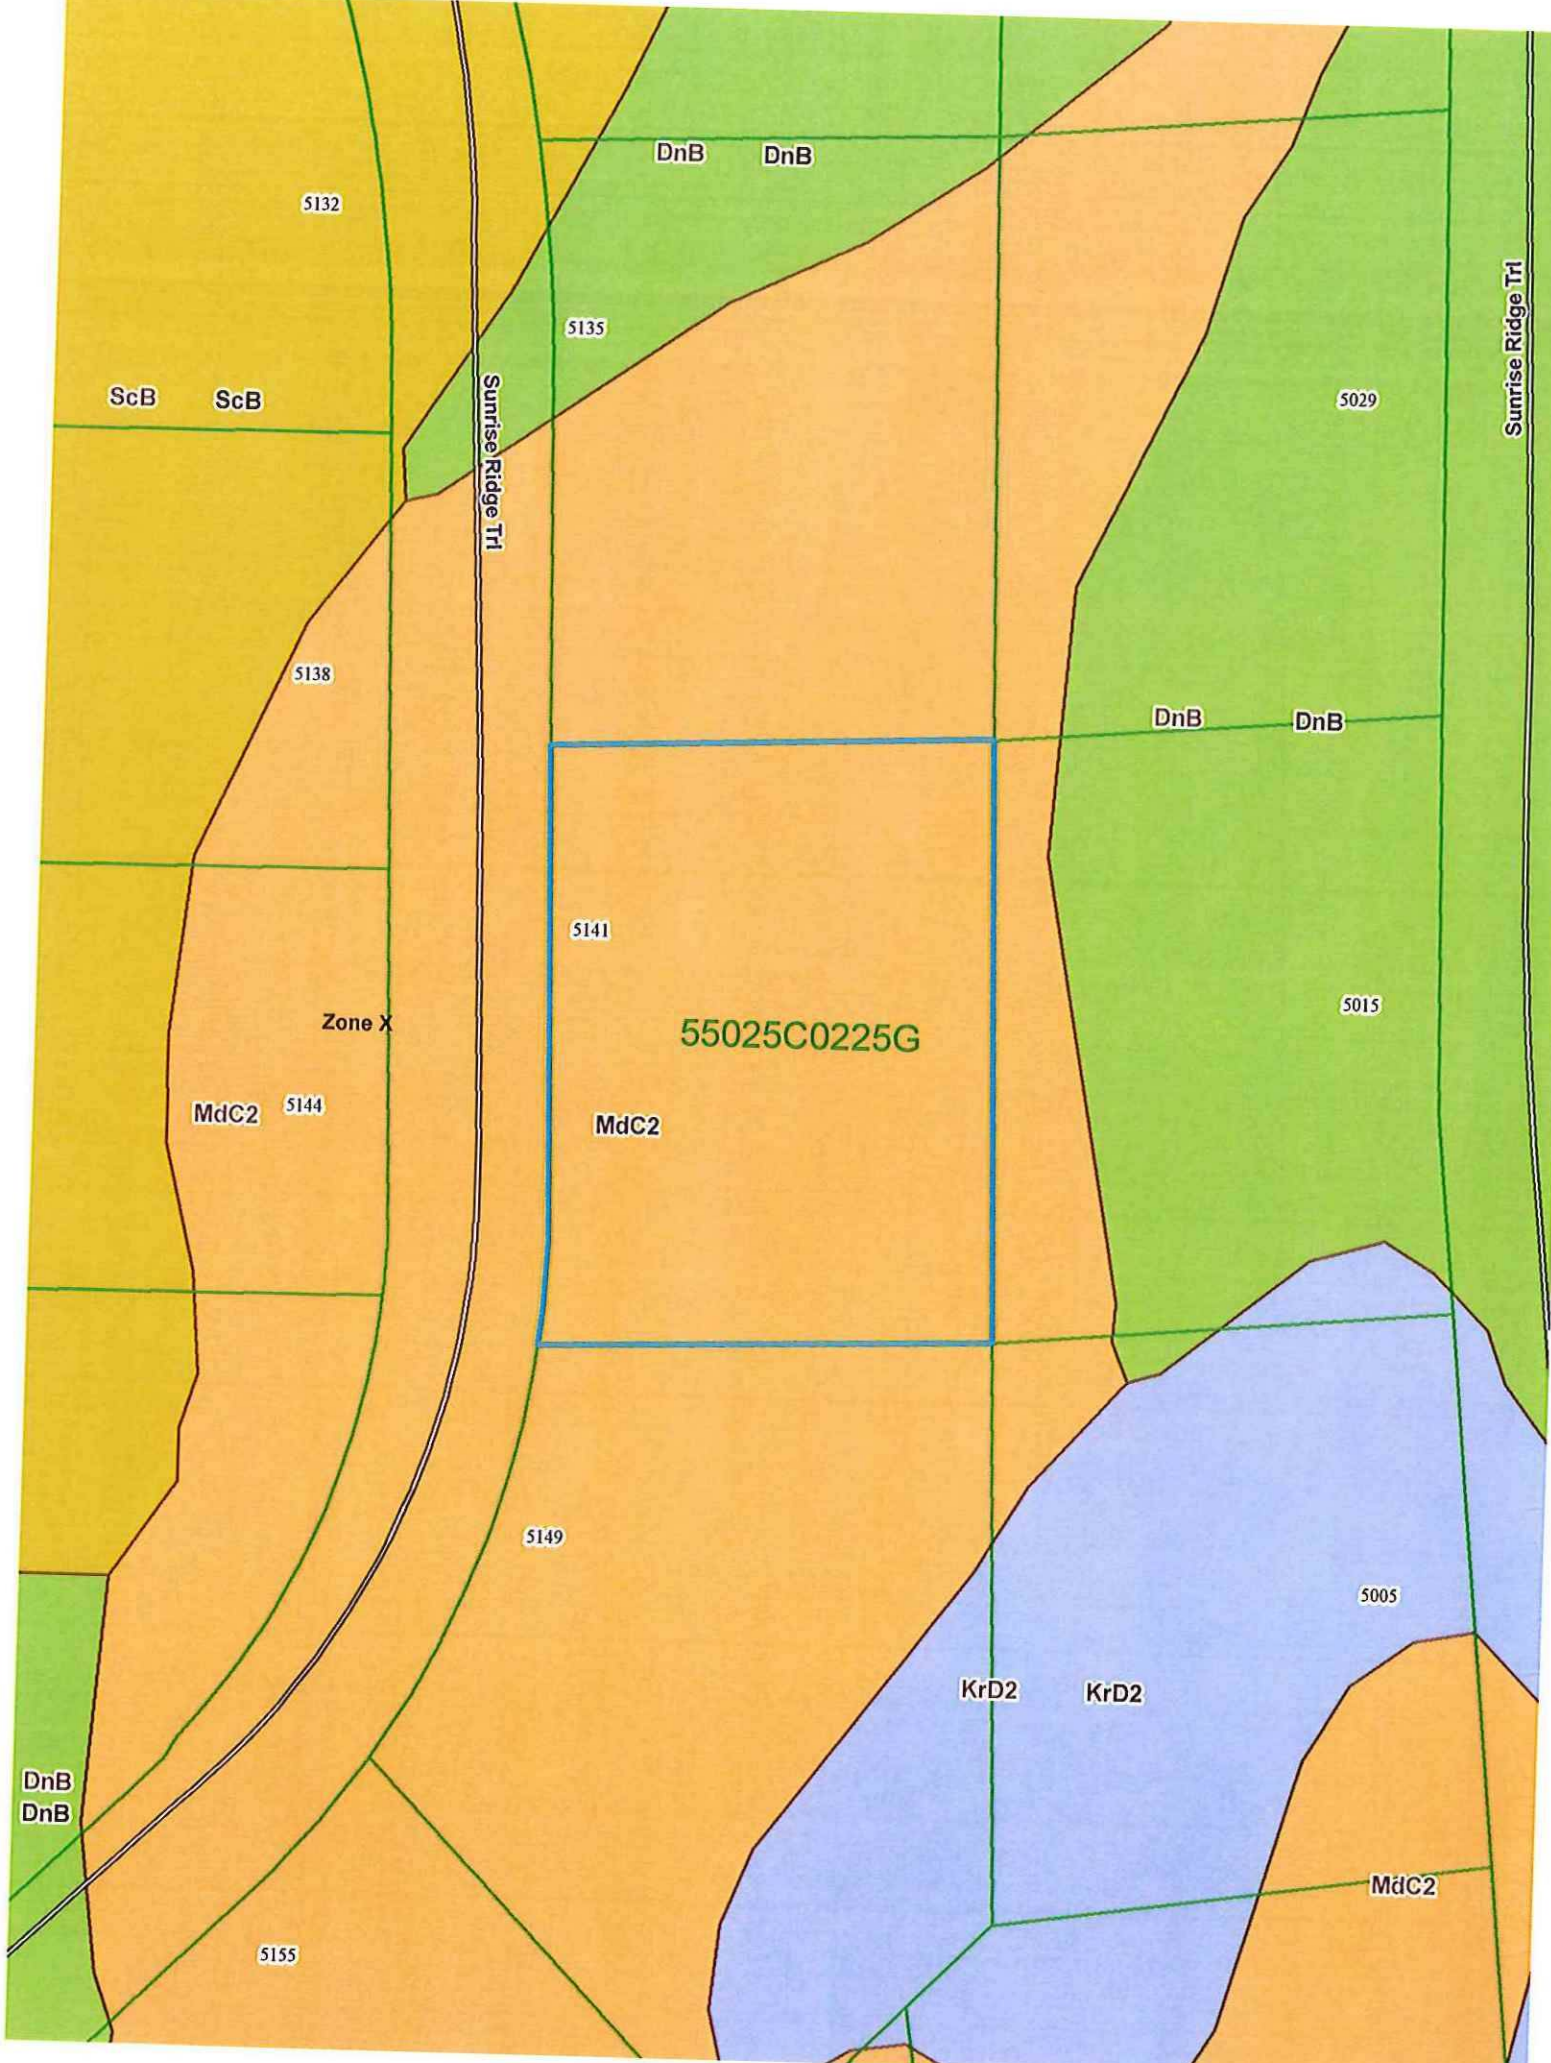 DnB DnB
5132
Sunrise Ridge Trl
5135
ScB ScB
5029
Sunrise Ridge Trl
5138
DnB DnB
5141
5015
Zone X
55025C0225G
MdC2 5144
MdC2
5149
5005
KrD2 KrD2
DnB
DnB
MdC2
5155